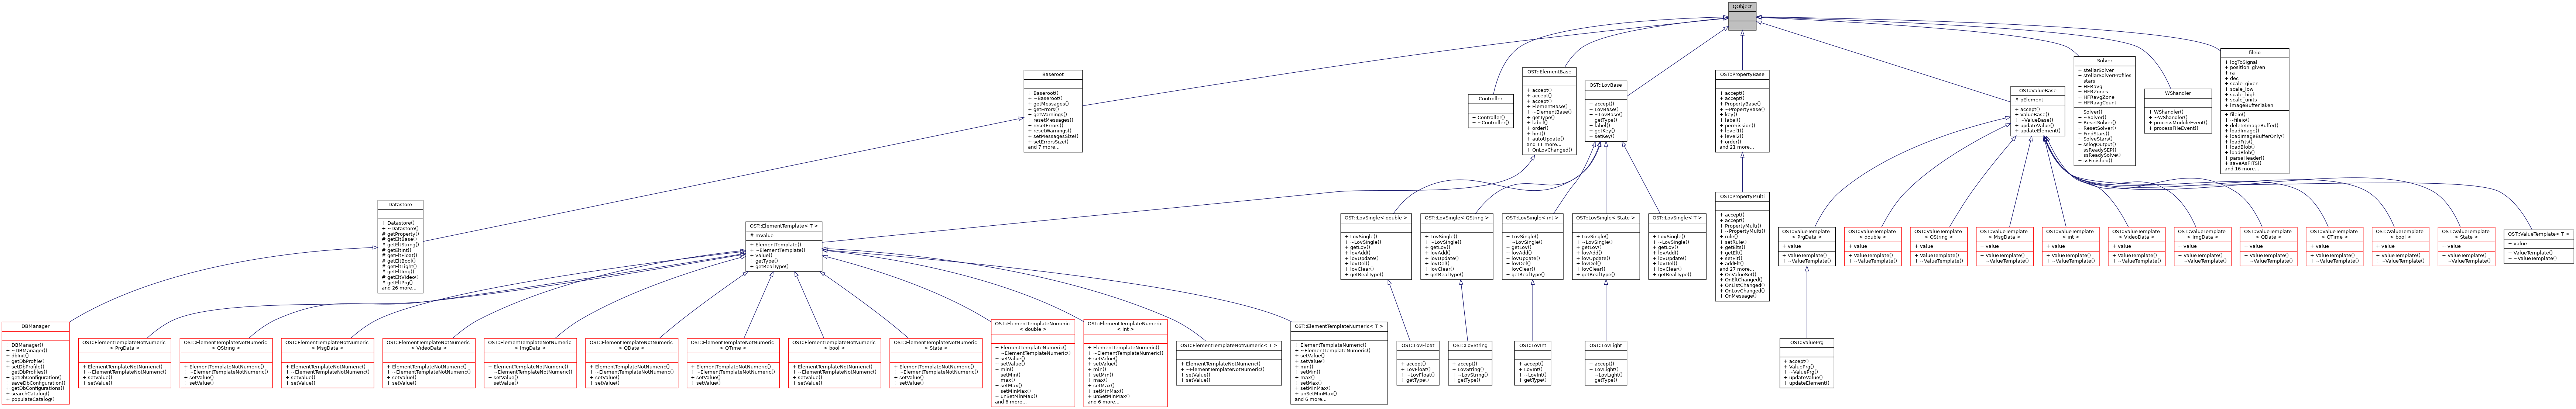 QObject
Baseroot
+ Baseroot()
+ ~Baseroot()
+ getMessages()
+ getErrors()
+ getWarnings()
+ resetMessages()
+ resetErrors()
+ resetWarnings()
+ setMessagesSize()
+ setErrorsSize()
and 7 more...
Controller
+ Controller()
+ ~Controller()
OST::ElementBase
+ accept()
+ accept()
+ accept()
+ ElementBase()
+ ~ElementBase()
+ getType()
+ label()
+ order()
+ hint()
+ autoUpdate()
and 11 more...
+ OnLovChanged()
OST::LovBase
+ accept()
+ LovBase()
+ ~LovBase()
+ getType()
+ label()
+ getKey()
+ setKey()
OST::PropertyBase
+ accept()
+ accept()
+ PropertyBase()
+ ~PropertyBase()
+ key()
+ label()
+ permission()
+ level1()
+ level2()
+ order()
and 21 more...
OST::ValueBase
# pElement
+ accept()
+ ValueBase()
+ ~ValueBase()
+ updateValue()
+ updateElement()
Solver
+ stellarSolver
+ stellarSolverProfiles
+ stars
+ HFRavg
+ HFRZones
+ HFRavgZone
+ HFRavgCount
+ Solver()
+ ~Solver()
+ ResetSolver()
+ ResetSolver()
+ FindStars()
+ SolveStars()
+ sslogOutput()
+ ssReadySEP()
+ ssReadySolve()
+ ssFinished()
WShandler
+ WShandler()
+ ~WShandler()
+ processModuleEvent()
+ processFileEvent()
fileio
+ logToSignal
+ position_given
+ ra
+ dec
+ scale_given
+ scale_low
+ scale_high
+ scale_units
+ imageBufferTaken
+ fileio()
+ ~fileio()
+ deleteImageBuffer()
+ loadImage()
+ loadImageBufferOnly()
+ loadFits()
+ loadBlob()
+ loadBlob()
+ parseHeader()
+ saveAsFITS()
and 16 more...
Datastore
+ Datastore()
+ ~Datastore()
# getProperty()
# getEltBase()
# getEltString()
# getEltInt()
# getEltFloat()
# getEltBool()
# getEltLight()
# getEltImg()
# getEltVideo()
# getEltPrg()
and 26 more...
OST::ElementTemplate< T >
# mValue
+ ElementTemplate()
+ ~ElementTemplate()
+ value()
+ getType()
+ getRealType()
OST::LovSingle< double >
+ LovSingle()
+ ~LovSingle()
+ getLov()
+ lovAdd()
+ lovUpdate()
+ lovDel()
+ lovClear()
+ getRealType()
OST::LovSingle< QString >
+ LovSingle()
+ ~LovSingle()
+ getLov()
+ lovAdd()
+ lovUpdate()
+ lovDel()
+ lovClear()
+ getRealType()
OST::LovSingle< int >
+ LovSingle()
+ ~LovSingle()
+ getLov()
+ lovAdd()
+ lovUpdate()
+ lovDel()
+ lovClear()
+ getRealType()
OST::LovSingle< State >
+ LovSingle()
+ ~LovSingle()
+ getLov()
+ lovAdd()
+ lovUpdate()
+ lovDel()
+ lovClear()
+ getRealType()
OST::LovSingle< T >
+ LovSingle()
+ ~LovSingle()
+ getLov()
+ lovAdd()
+ lovUpdate()
+ lovDel()
+ lovClear()
+ getRealType()
OST::PropertyMulti
+ accept()
+ accept()
+ PropertyMulti()
+ ~PropertyMulti()
+ rule()
+ setRule()
+ getElts()
+ getElt()
+ setElt()
+ addElt()
and 27 more...
+ OnValueSet()
+ OnEltChanged()
+ OnListChanged()
+ OnLovChanged()
+ OnMessage()
OST::ValueTemplate
< PrgData >
+ value
+ ValueTemplate()
+ ~ValueTemplate()
OST::ValueTemplate
< double >
+ value
+ ValueTemplate()
+ ~ValueTemplate()
OST::ValueTemplate
< QString >
+ value
+ ValueTemplate()
+ ~ValueTemplate()
OST::ValueTemplate
< MsgData >
+ value
+ ValueTemplate()
+ ~ValueTemplate()
OST::ValueTemplate
< int >
+ value
+ ValueTemplate()
+ ~ValueTemplate()
OST::ValueTemplate
< VideoData >
+ value
+ ValueTemplate()
+ ~ValueTemplate()
OST::ValueTemplate
< ImgData >
+ value
+ ValueTemplate()
+ ~ValueTemplate()
OST::ValueTemplate
< QDate >
+ value
+ ValueTemplate()
+ ~ValueTemplate()
OST::ValueTemplate
< QTime >
+ value
+ ValueTemplate()
+ ~ValueTemplate()
OST::ValueTemplate
< bool >
+ value
+ ValueTemplate()
+ ~ValueTemplate()
OST::ValueTemplate
< State >
+ value
+ ValueTemplate()
+ ~ValueTemplate()
OST::ValueTemplate< T >
+ value
+ ValueTemplate()
+ ~ValueTemplate()
DBManager
+ DBManager()
+ ~DBManager()
+ dbInit()
+ getDbProfile()
+ setDbProfile()
+ getDbProfiles()
+ getDbConfiguration()
+ saveDbConfiguration()
+ getDbConfigurations()
+ searchCatalog()
+ populateCatalog()
OST::ElementTemplateNotNumeric
< PrgData >
+ ElementTemplateNotNumeric()
+ ~ElementTemplateNotNumeric()
+ setValue()
+ setValue()
OST::ElementTemplateNotNumeric
< QString >
+ ElementTemplateNotNumeric()
+ ~ElementTemplateNotNumeric()
+ setValue()
+ setValue()
OST::ElementTemplateNotNumeric
< MsgData >
+ ElementTemplateNotNumeric()
+ ~ElementTemplateNotNumeric()
+ setValue()
+ setValue()
OST::ElementTemplateNotNumeric
< VideoData >
+ ElementTemplateNotNumeric()
+ ~ElementTemplateNotNumeric()
+ setValue()
+ setValue()
OST::ElementTemplateNotNumeric
< ImgData >
+ ElementTemplateNotNumeric()
+ ~ElementTemplateNotNumeric()
+ setValue()
+ setValue()
OST::ElementTemplateNotNumeric
< QDate >
+ ElementTemplateNotNumeric()
+ ~ElementTemplateNotNumeric()
+ setValue()
+ setValue()
OST::ElementTemplateNotNumeric
< QTime >
+ ElementTemplateNotNumeric()
+ ~ElementTemplateNotNumeric()
+ setValue()
+ setValue()
OST::ElementTemplateNotNumeric
< bool >
+ ElementTemplateNotNumeric()
+ ~ElementTemplateNotNumeric()
+ setValue()
+ setValue()
OST::ElementTemplateNotNumeric
< State >
+ ElementTemplateNotNumeric()
+ ~ElementTemplateNotNumeric()
+ setValue()
+ setValue()
OST::ElementTemplateNumeric
< double >
+ ElementTemplateNumeric()
+ ~ElementTemplateNumeric()
+ setValue()
+ setValue()
+ min()
+ setMin()
+ max()
+ setMax()
+ setMinMax()
+ unSetMinMax()
and 6 more...
OST::ElementTemplateNumeric
< int >
+ ElementTemplateNumeric()
+ ~ElementTemplateNumeric()
+ setValue()
+ setValue()
+ min()
+ setMin()
+ max()
+ setMax()
+ setMinMax()
+ unSetMinMax()
and 6 more...
OST::ElementTemplateNotNumeric< T >
+ ElementTemplateNotNumeric()
+ ~ElementTemplateNotNumeric()
+ setValue()
+ setValue()
OST::ElementTemplateNumeric< T >
+ ElementTemplateNumeric()
+ ~ElementTemplateNumeric()
+ setValue()
+ setValue()
+ min()
+ setMin()
+ max()
+ setMax()
+ setMinMax()
+ unSetMinMax()
and 6 more...
OST::LovFloat
+ accept()
+ LovFloat()
+ ~LovFloat()
+ getType()
OST::LovString
+ accept()
+ LovString()
+ ~LovString()
+ getType()
OST::LovInt
+ accept()
+ LovInt()
+ ~LovInt()
+ getType()
OST::LovLight
+ accept()
+ LovLight()
+ ~LovLight()
+ getType()
OST::ValuePrg
+ accept()
+ ValuePrg()
+ ~ValuePrg()
+ updateValue()
+ updateElement()